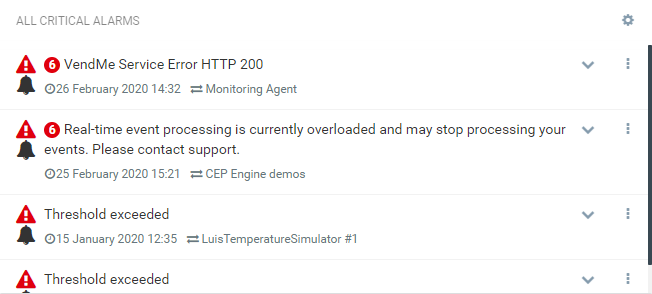 ALL CRITICAL ALARMS
6 VendMe Service Error HTTP 200
26 February 2020 14:32 Monitoring Agent
6 Real-time event processing is currently overloaded and may stop processing your
events. Please contact support.
25 February 2020 15:21 CEP Engine demos
Threshold exceeded
15 January 2020 12:35 LuisTemperatureSimulator #1
Threshold exceeded